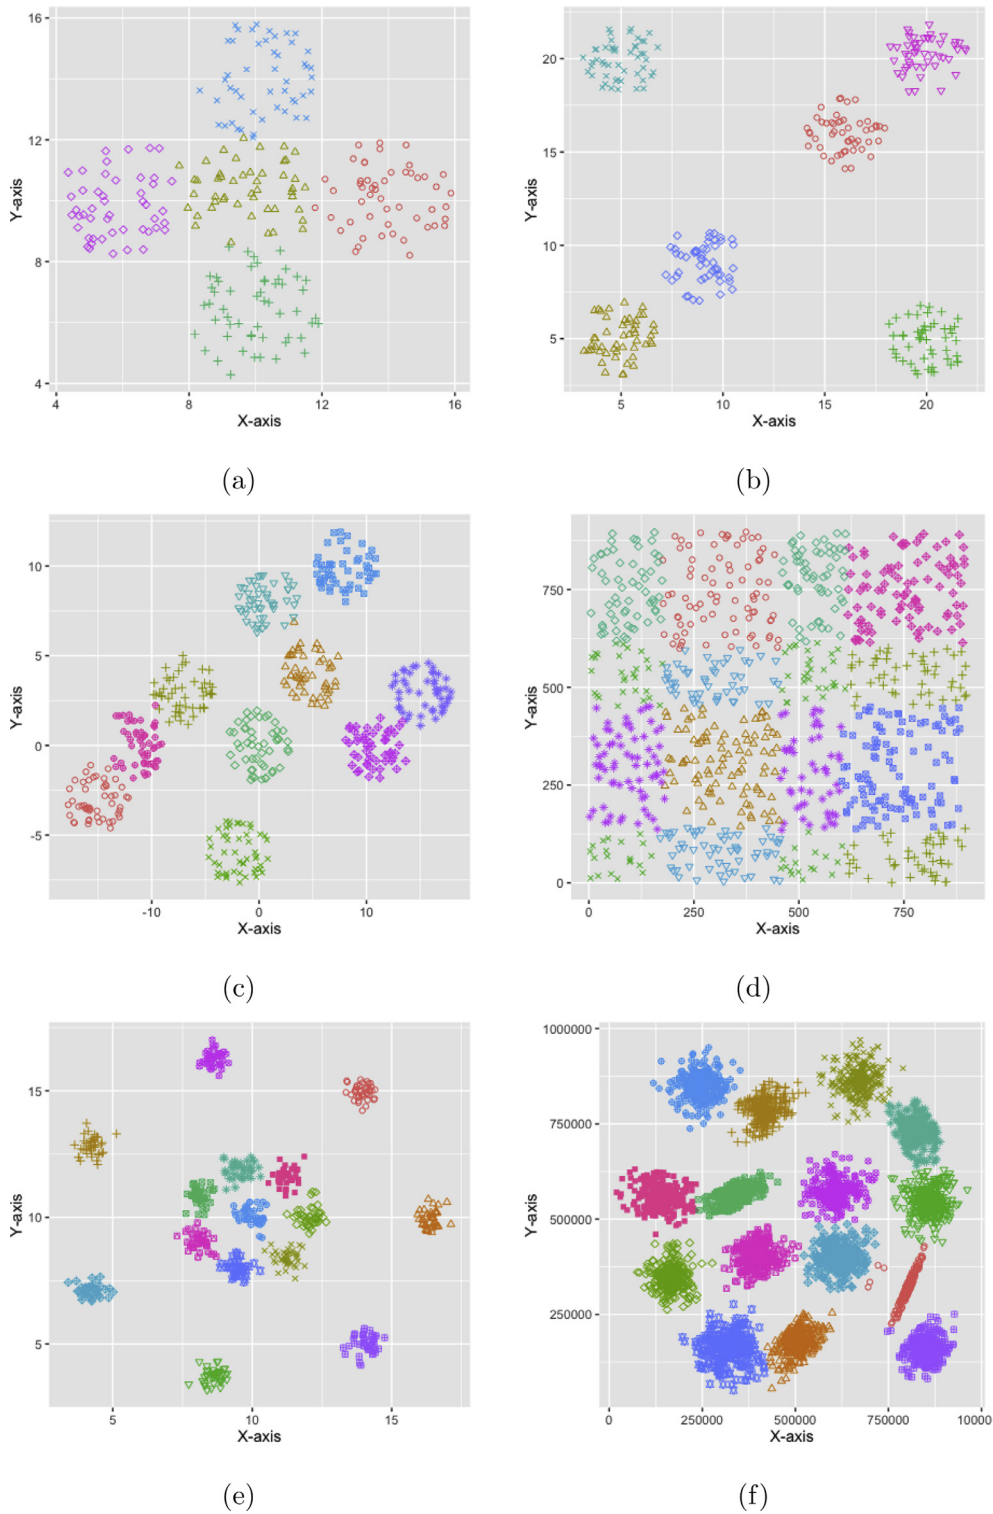 16
12
8
4
Y-axis
4 8 12 16
X-axis
(a)
20
15
10
5
Y-axis
5 10 15 20
X-axis
(b)
10
5
0
-5
Y-axis
-10 0 10
X-axis
(c)
750
500
250
0
Y-axis
0 250 500 750
X-axis
(d)
15
10
5
Y-axis
5 10 15
X-axis
(e)
1000000
750000
500000
250000
Y-axis
0 250000 500000 750000 10000
X-axis
(f)